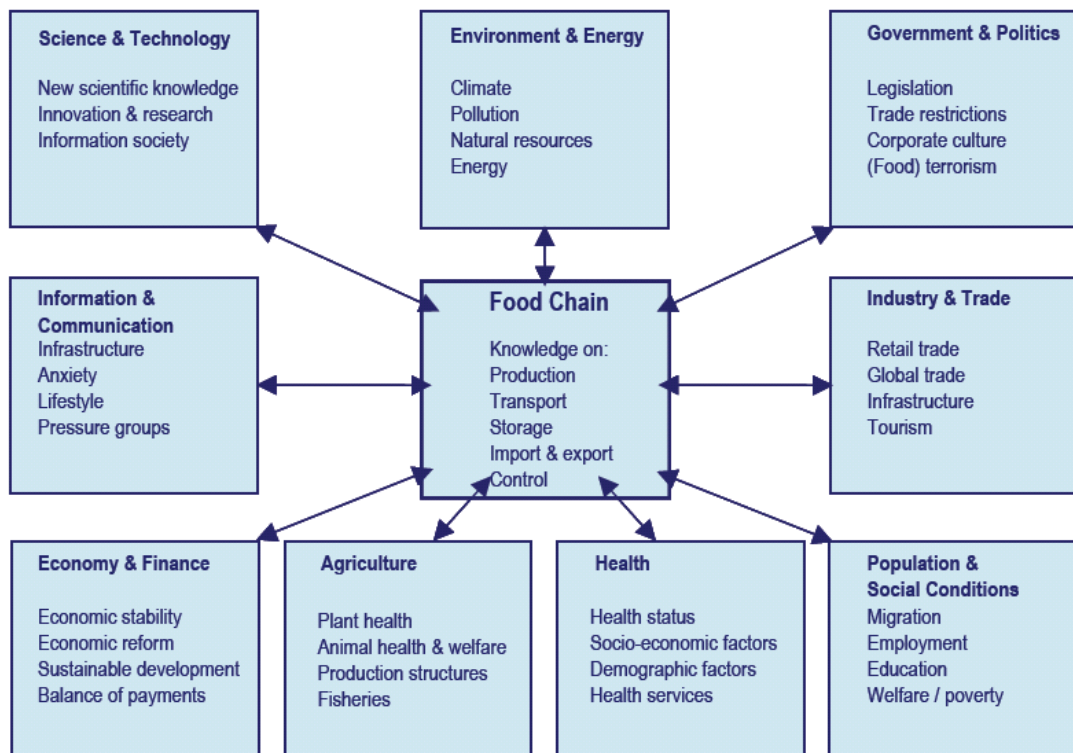 Science & Technology
New scientific knowledge
Innovation & research
Information society
Environment & Energy
Climate
Pollution
Natural resources
Energy
Government & Politics
Legislation
Trade restrictions
Corporate culture
(Food) terrorism
Information &
Communication
Infrastructure
Anxiety
Lifestyle
Pressure groups
Food Chain
Knowledge on:
Production
Transport
Storage
Import & export
Control
Industry & Trade
Retail trade
Global trade
Infrastructure
Tourism
Economy & Finance
Economic stability
Economic reform
Sustainable development
Balance of payments
Agriculture
Plant health
Animal health & welfare
Production structures
Fisheries
Health
Health status
Socio-economic factors
Demographic factors
Health services
Population &
Social Conditions
Migration
Employment
Education
Welfare / poverty